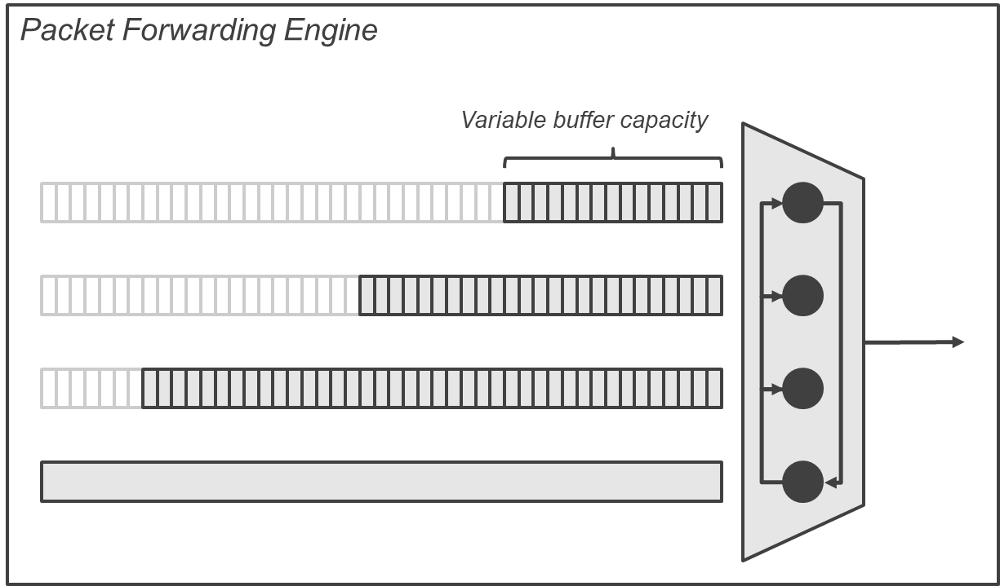 Packet Forwarding Engine
Variable buffer capacity